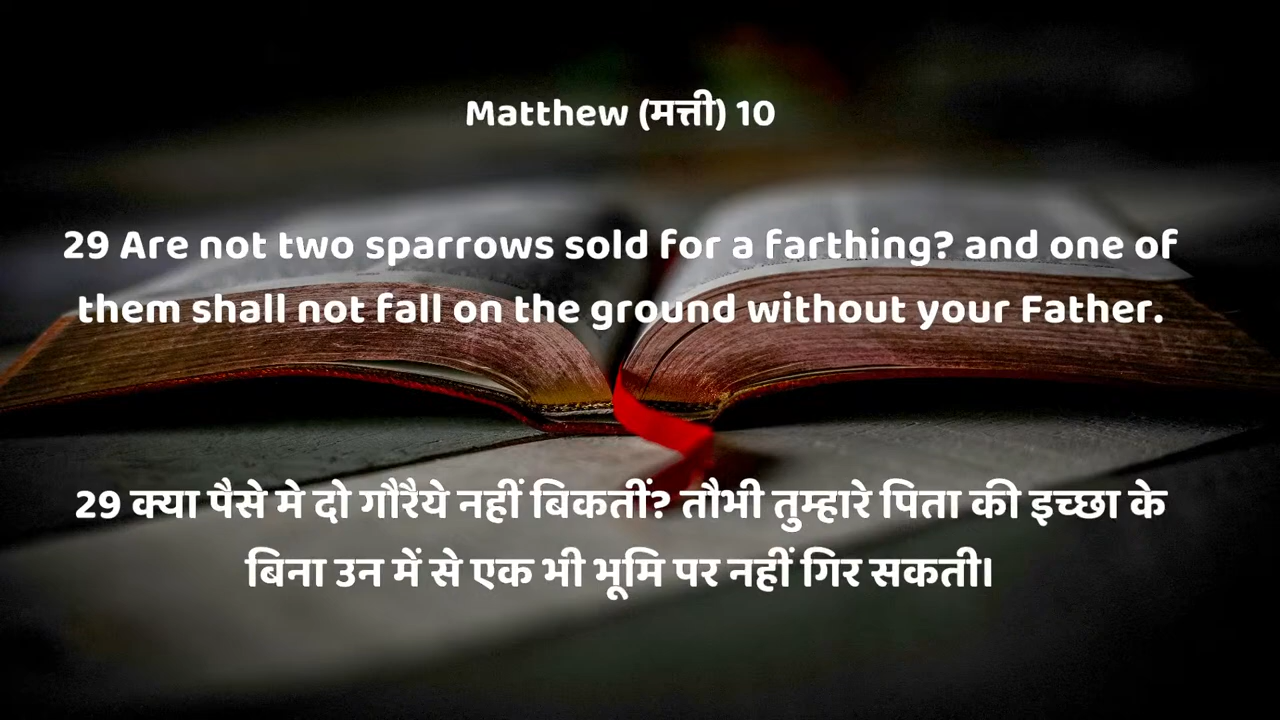 Matthew (मत्ती) 10
29 Are not two sparrows sold for a farthing? and one of
them shall not fall on the ground without your Father.
29 क्या पैसे मे दो गौरैये नहीं बिकतीं? तौभी तुम्हारे पिता की इच्छा के
बिना उन में से एक भी भूमि पर नहीं गिर सकती।